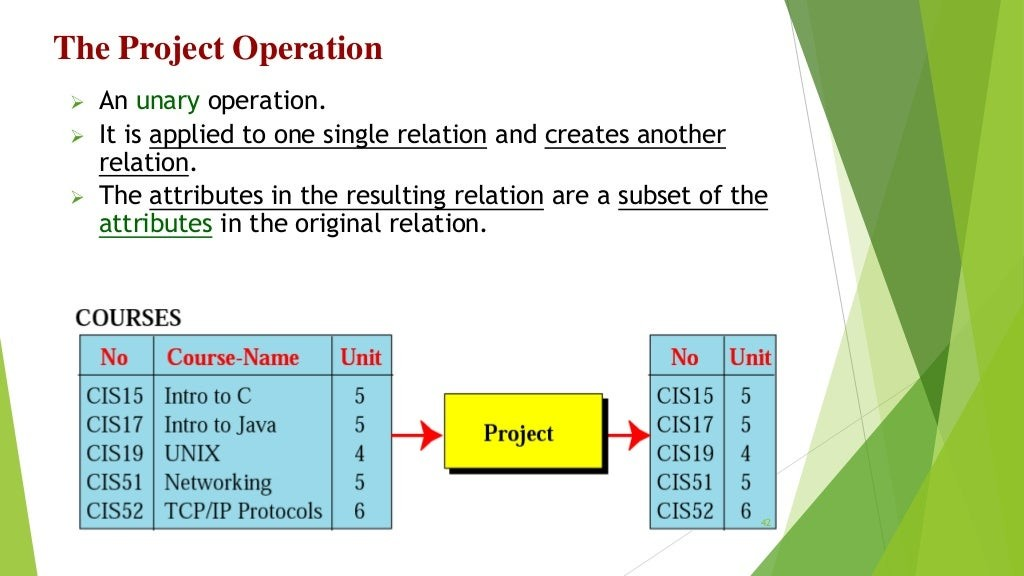 The Project Operation
An unary operation.
It is applied to one single relation and creates another
relation.
The attributes in the resulting relation are a subset of the
attributes in the original relation.
COURSES
No Course-Name Unit
CIS15 Intro to C 5
CIS17 Intro to Java 5
CIS19 UNIX 4
CIS51 Networking 5
CIS52 TCP/IP Protocols 6
Project
No Unit
CIS15 5
CIS17 5
CIS19 4
CIS51 5
CIS52 6
42